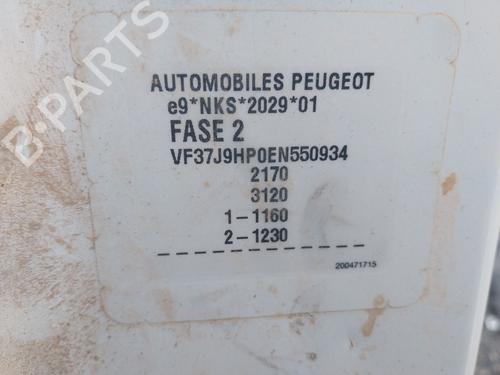 B-PARTS
AUTOMOBILES PEUGEOT
e9*NKS*2029*01
FASE 2
VF37J9HP0EN550934
2170
3120
1-1160
2-1230
200471715